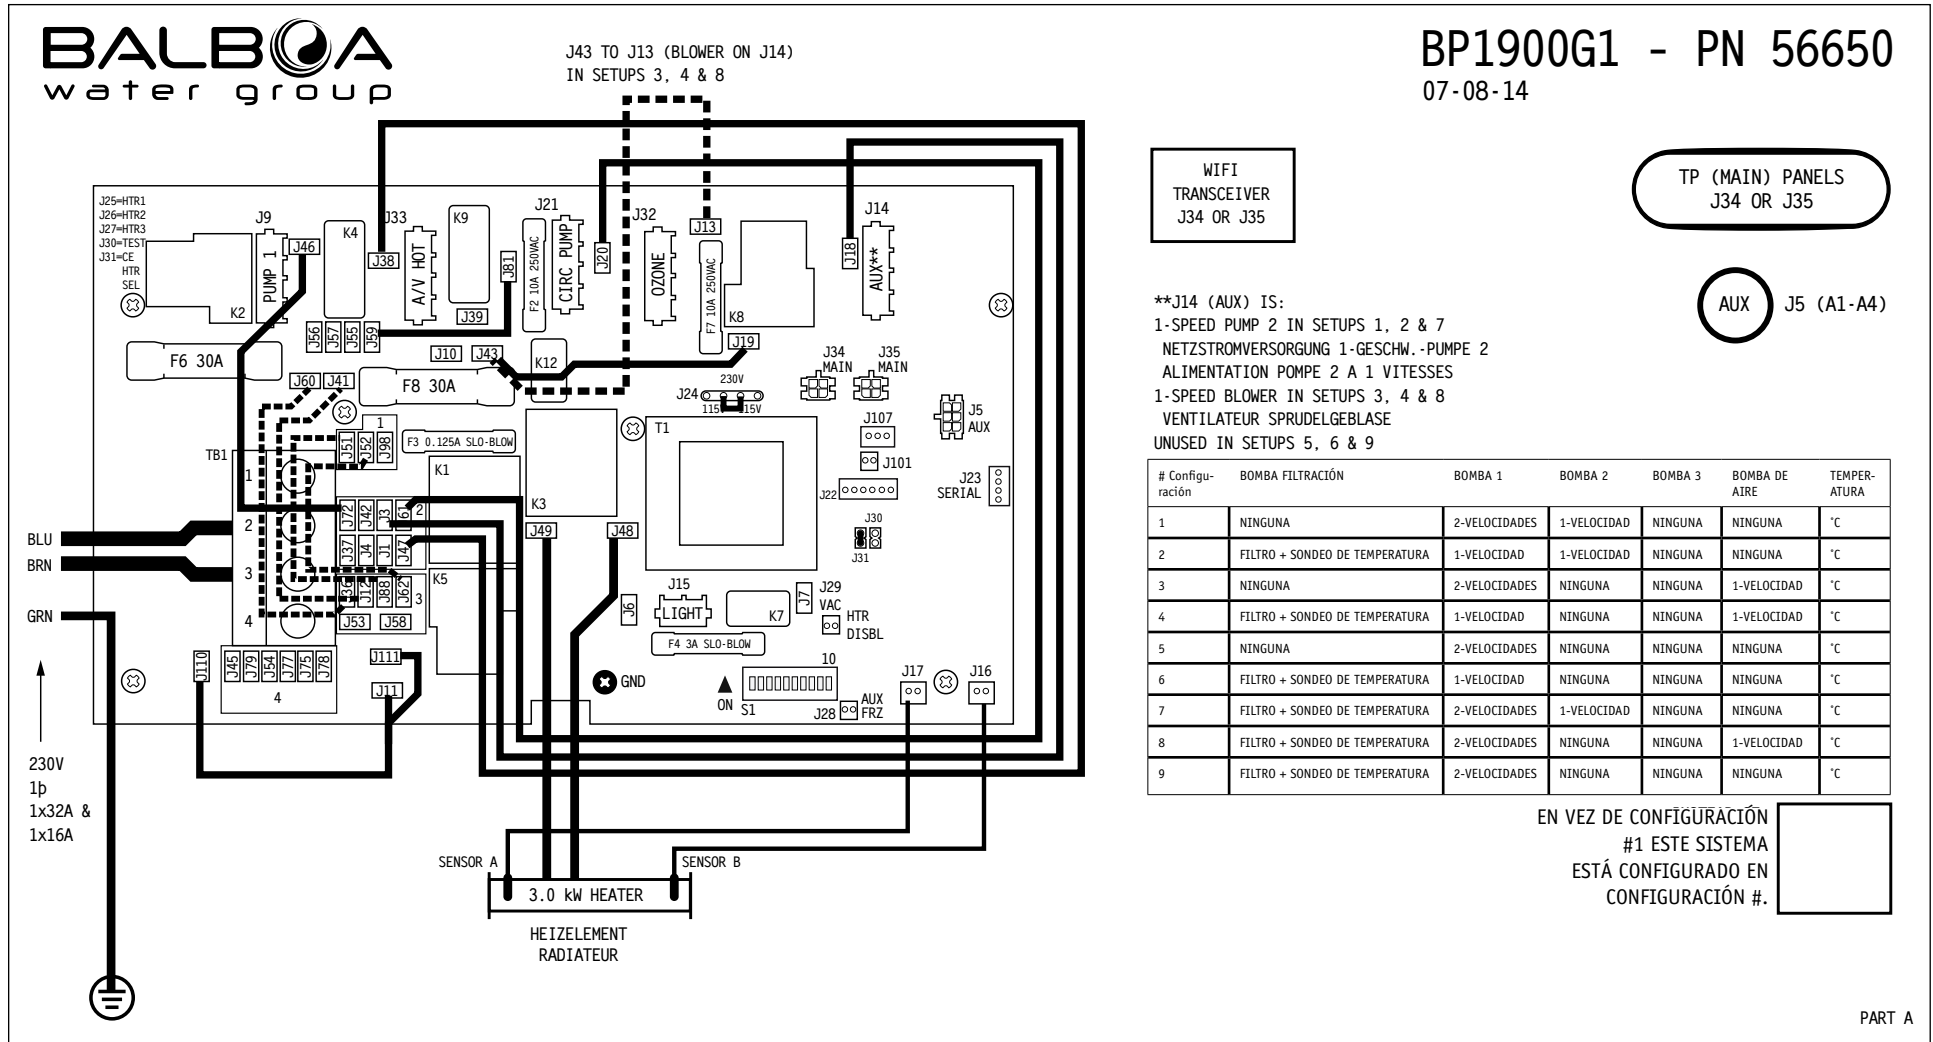 BALBOA
water group
J43 TO J13 (BLOWER ON J14)
IN SETUPS 3, 4 & 8
BP1900G1 - PN 56650
07-08-14
WIFI
TRANSCEIVER
J34 OR J35
TP (MAIN) PANELS
J34 OR J35
AUX
J5 (A1-A4)
**J14 (AUX) IS:
1-SPEED PUMP 2 IN SETUPS 1, 2 & 7
NETZSTROMVERSORGUNG 1-GESCHW.-PUMPE 2
ALIMENTATION POMPE 2 A 1 VITESSES
1-SPEED BLOWER IN SETUPS 3, 4 & 8
VENTILATEUR SPRUDELGEBLASE
UNUSED IN SETUPS 5, 6 & 9
J25=HTR1
J26=HTR2
J27=HTR3
J30=TEST
J31=CE
HTR
SEL
K2
J9
PUMP 1
J46
K4
J33
J38
A/V HOT
K9
J39
J81
J21
F2 10A 250VAC
CIRC PUMP
J20
J32
OZONE
J13
F7 10A 250VAC
K8
J14
J18
AUX**
J56
J57
J55
J59
F6 30A
J10
J43
K12
J19
J60
J41
F8 30A
J24
230V
115V
115V
J34
MAIN
J35
MAIN
J5
AUX
J107
J101
J22
J23
SERIAL
J30
J31
1
J51
J52
J98
F3 0.125A SLO-BLOW
TB1
1
2
3
4
K1
K3
T1
J72
J42
J3
J61
2
J37
J4
J1
J47
J36
J12
J88
J62
3
J53
J58
K5
J49
J48
J6
J15
LIGHT
K7
J7
J29
VAC
HTR
DISBL
F4 3A SLO-BLOW
GND
ON
S1
10
J28
AUX
FRZ
J17
J16
J110
J45
J79
J54
J77
J75
J78
4
J111
J11
BLU
BRN
GRN
230V
1þ
1x32A &
1x16A
SENSOR A
SENSOR B
3.0 kW HEATER
HEIZELEMENT
RADIATEUR
# Configu- BOMBA FILTRACIÓN BOMBA 1 BOMBA 2 BOMBA 3 BOMBA DE TEMPER-
ración AIRE ATURA
1 NINGUNA 2-VELOCIDADES 1-VELOCIDAD NINGUNA NINGUNA °C
2 FILTRO + SONDEO DE TEMPERATURA 1-VELOCIDAD 1-VELOCIDAD NINGUNA NINGUNA °C
3 NINGUNA 2-VELOCIDADES NINGUNA NINGUNA 1-VELOCIDAD °C
4 FILTRO + SONDEO DE TEMPERATURA 1-VELOCIDAD NINGUNA NINGUNA 1-VELOCIDAD °C
5 NINGUNA 2-VELOCIDADES NINGUNA NINGUNA NINGUNA °C
6 FILTRO + SONDEO DE TEMPERATURA 1-VELOCIDAD NINGUNA NINGUNA NINGUNA °C
7 FILTRO + SONDEO DE TEMPERATURA 2-VELOCIDADES 1-VELOCIDAD NINGUNA NINGUNA °C
8 FILTRO + SONDEO DE TEMPERATURA 2-VELOCIDADES NINGUNA NINGUNA 1-VELOCIDAD °C
9 FILTRO + SONDEO DE TEMPERATURA 2-VELOCIDADES NINGUNA NINGUNA NINGUNA °C
EN VEZ DE CONFIGURACIÓN
#1 ESTE SISTEMA
ESTÁ CONFIGURADO EN
CONFIGURACIÓN #.
PART A